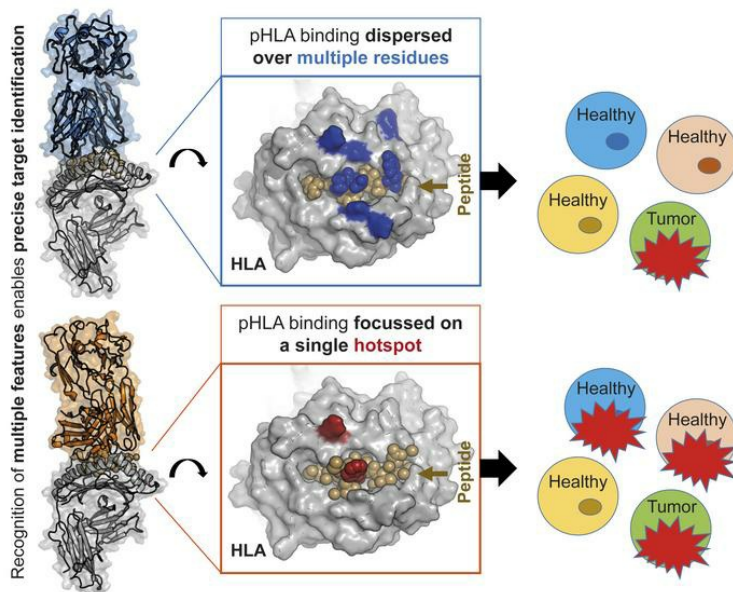 Recognition of multiple features enables precise target identification
pHLA binding dispersed
over multiple residues
Peptide
HLA
Healthy
Healthy
Healthy
Tumor
pHLA binding focussed on
a single hotspot
Peptide
HLA
Healthy
Healthy
Healthy
Tumor